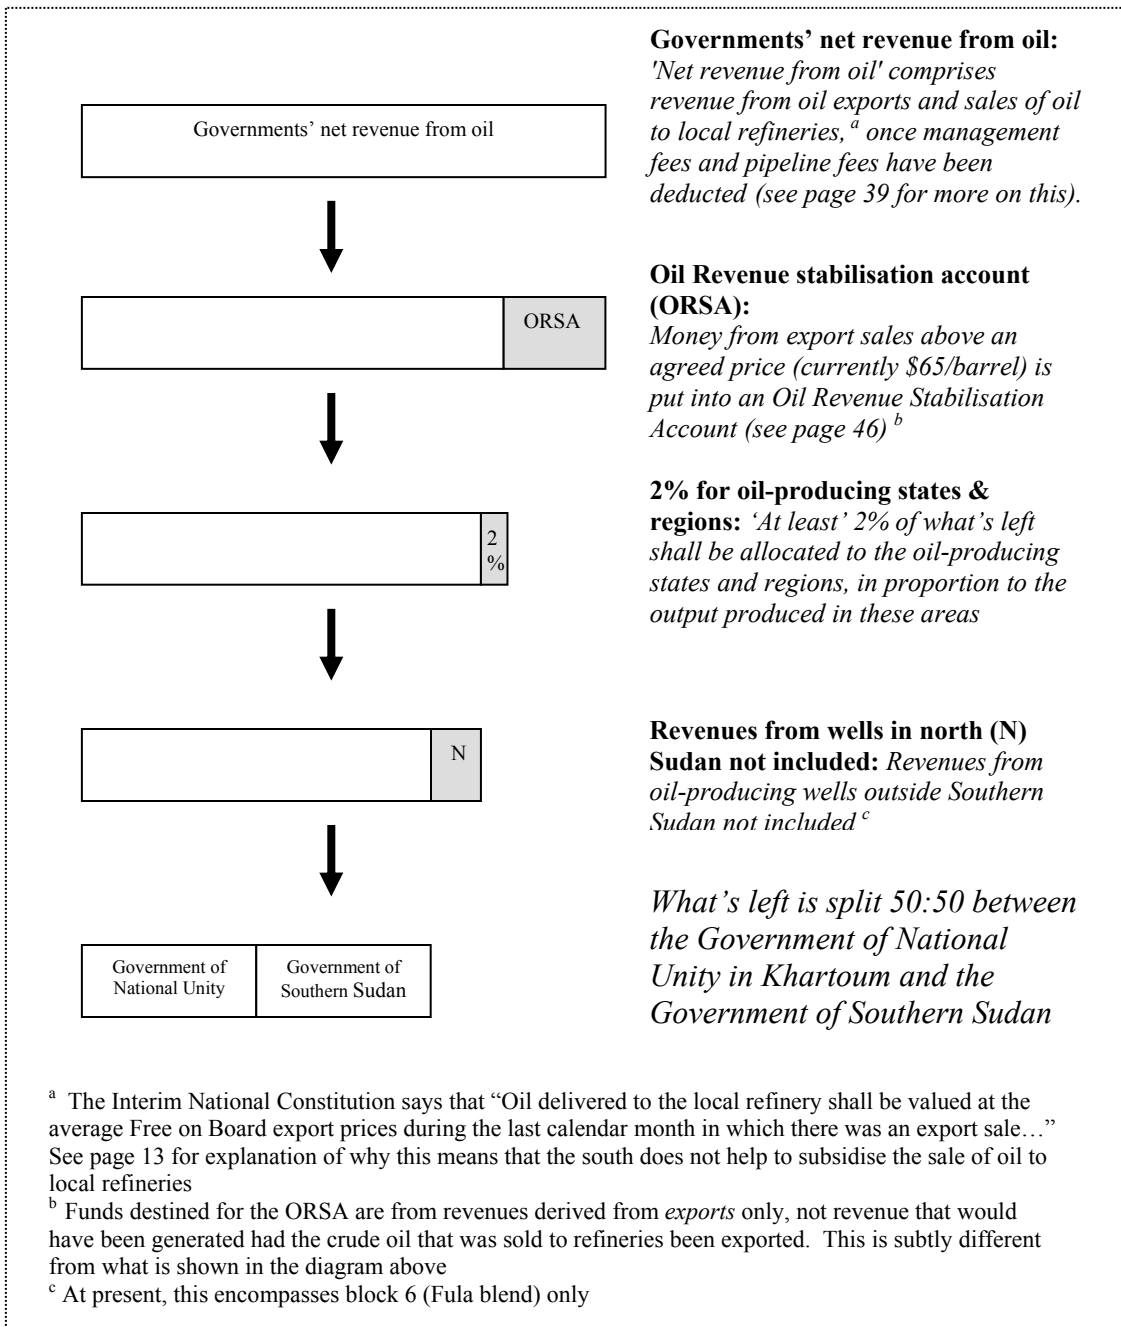 Governments’ net revenue from oil
Governments’ net revenue from oil:
'Net revenue from oil' comprises
revenue from oil exports and sales of oil
to local refineries, a once management
fees and pipeline fees have been
deducted (see page 39 for more on this).
ORSA
Oil Revenue stabilisation account
(ORSA):
Money from export sales above an
agreed price (currently $65/barrel) is
put into an Oil Revenue Stabilisation
Account (see page 46) b
2
%
2% for oil-producing states &
regions: ‘At least’ 2% of what’s left
shall be allocated to the oil-producing
states and regions, in proportion to the
output produced in these areas
N
Revenues from wells in north (N)
Sudan not included: Revenues from
oil-producing wells outside Southern
Sudan not included c
Government of
National Unity
Government of
Southern Sudan
What’s left is split 50:50 between
the Government of National
Unity in Khartoum and the
Government of Southern Sudan
a The Interim National Constitution says that “Oil delivered to the local refinery shall be valued at the
average Free on Board export prices during the last calendar month in which there was an export sale…”
See page 13 for explanation of why this means that the south does not help to subsidise the sale of oil to
local refineries
b Funds destined for the ORSA are from revenues derived from exports only, not revenue that would
have been generated had the crude oil that was sold to refineries been exported. This is subtly different
from what is shown in the diagram above
c At present, this encompasses block 6 (Fula blend) only